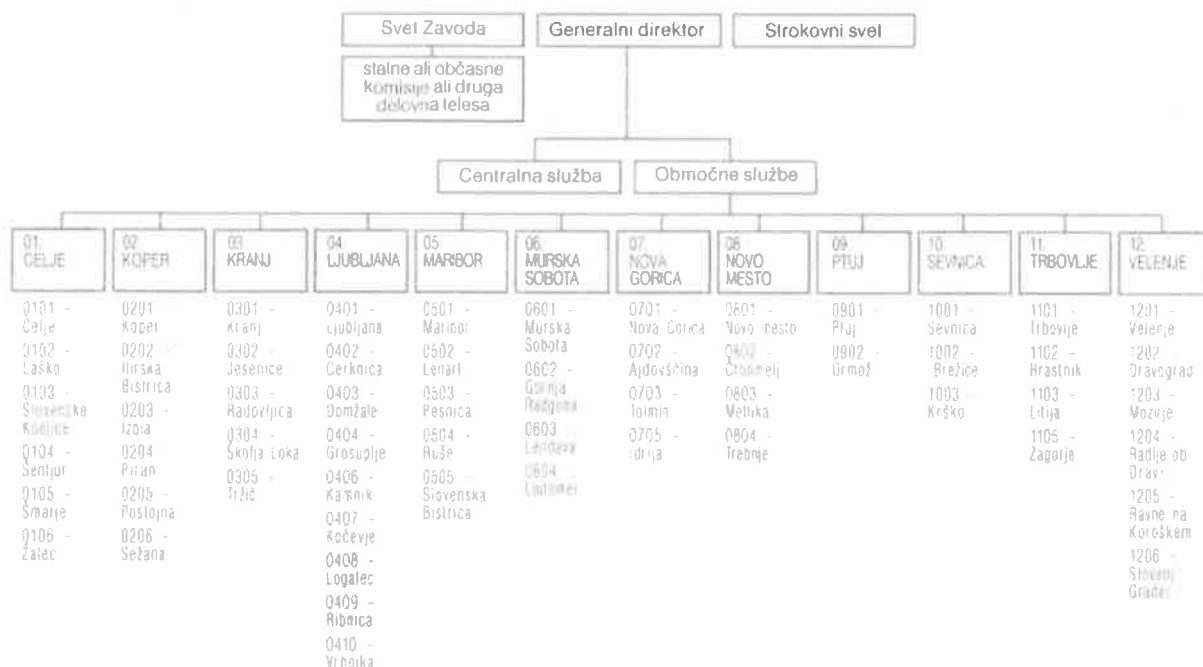 Svet Zavoda
Generalni direktor
Strokovni svet
stalne ali občasne
komisije ali druga
delovna telesa
Centralna služba
Območne službe
01.
CELJE
0101 -
Celje
0102 -
Laško
0103 -
Slovenske
Konjice
0104 -
Šentjur
0105 -
Šmarje
0106 -
Žalec
02.
KOPER
0201
Koper
0202 -
Ilirska
Bistrica
0203 -
Izola
0204
Piran
0205 -
Postojna
0206 -
Sežana
03.
KRANJ
0301 -
Kranj
0302 -
Jesenice
0303 -
Radovljica
0304 -
Škofja Loka
0305 -
Tržič
04.
LJUBLJANA
0401 -
Ljubljana
0402 -
Cerknica
0403 -
Domžale
0404 -
Grosuplje
0406 -
Kamnik
0407 -
Kočevje
0408 -
Logatec
0409 -
Ribnica
0410 -
Vrhnika
05.
MARIBOR
0501 -
Maribor
0502 -
Lenart
0503 -
Pesnica
0504 -
Ruše
0505 -
Slovenska
Bistrica
06.
MURSKA
SOBOTA
0601 -
Murska
Sobota
0602 -
Gornja
Radgona
0603
Lendava
0604
Ljutomer
07.
NOVA
GORICA
0701 -
Nova Gorica
0702 -
Ajdovščina
0703 -
Tolmin
0705 -
Idrija
08.
NOVO
MESTO
0801 -
Novo mesto
0802 -
Črnomelj
0803 -
Metlika
0804 -
Trebnje
09.
PTUJ
0901 -
Ptuj
0902 -
Ormož
10.
SEVNICA
1001 -
Sevnica
1002 -
Brežice
1003 -
Krško
11.
TRBOVLJE
1101 -
Trbovlje
1102 -
Hrastnik
1103 -
Litija
1105 -
Zagorje
12.
VELENJE
1201 -
Velenje
1202
Dravograd
1203 -
Mozirje
1204 -
Radlje ob
Dravi
1205 -
Ravne na
Koroškem
1206 -
Slovenj
Gradec